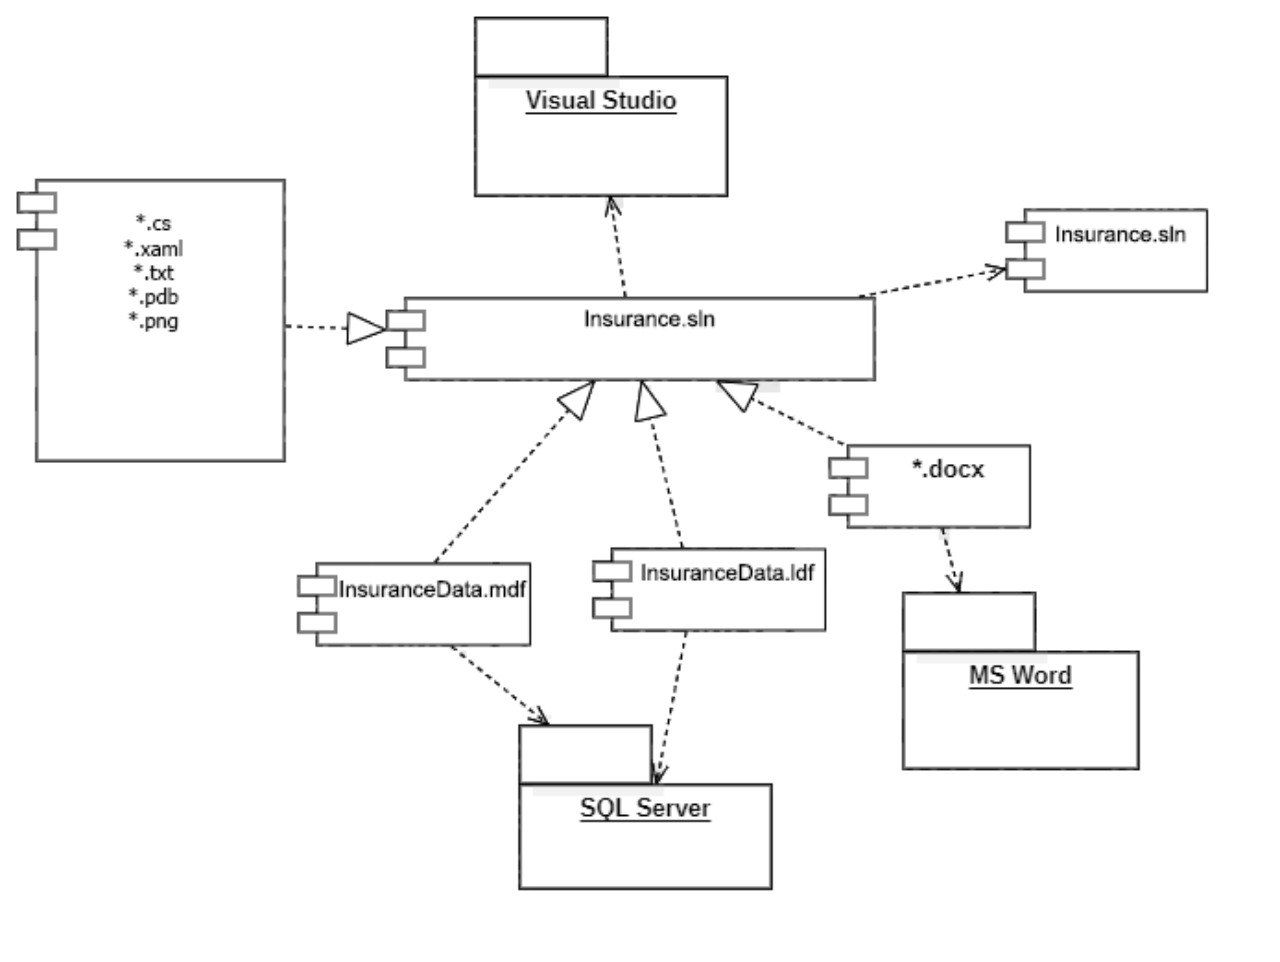 Visual Studio
*.cs
*.xaml
*.txt
*.pdb
*.png
Insurance.sln
Insurance.sln
*.docx
InsuranceData.mdf
InsuranceData.ldf
MS Word
SQL Server